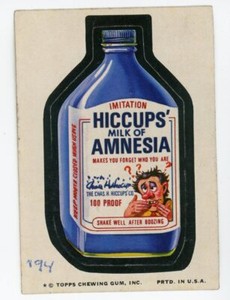 IMITATION
HICCUPS'
MILK OF
AMNESIA
MAKES YOU FORGET WHO YOU ARE
THE CHAS. H. HICCUPS CO.
100 PROOF
? ?
SHAKE WELL AFTER BOOZING
'94
* © TOPPS CHEWING GUM, INC. PRTD. IN U.S.A.